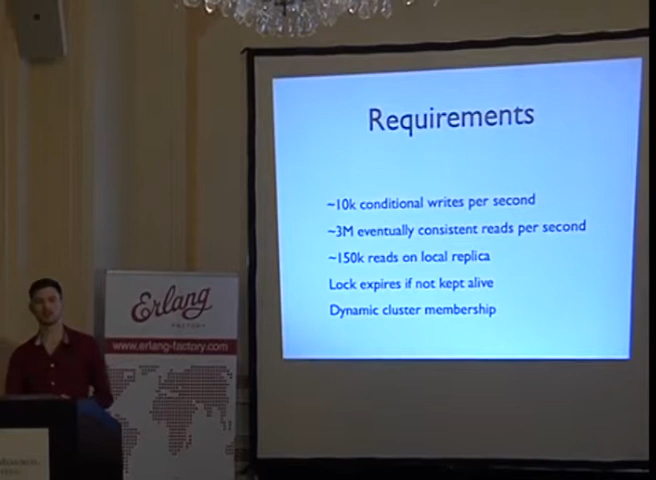 Requirements
~10k conditional writes per second
~3M eventually consistent reads per second
~150k reads on local replica
Lock expires if not kept alive
Dynamic cluster membership
Erlang
FACTORY
www.erlang-factory.com